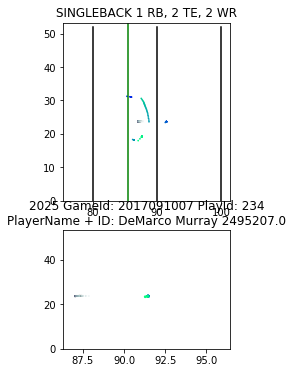 SINGLEBACK 1 RB, 2 TE, 2 WR
50
40
30
20
10
0
80 90 100
2025 GameId: 2017091007 PlayId: 234
PlayerName + ID: DeMarco Murray 2495207.0
40
20
0
87.5 90.0 92.5 95.0